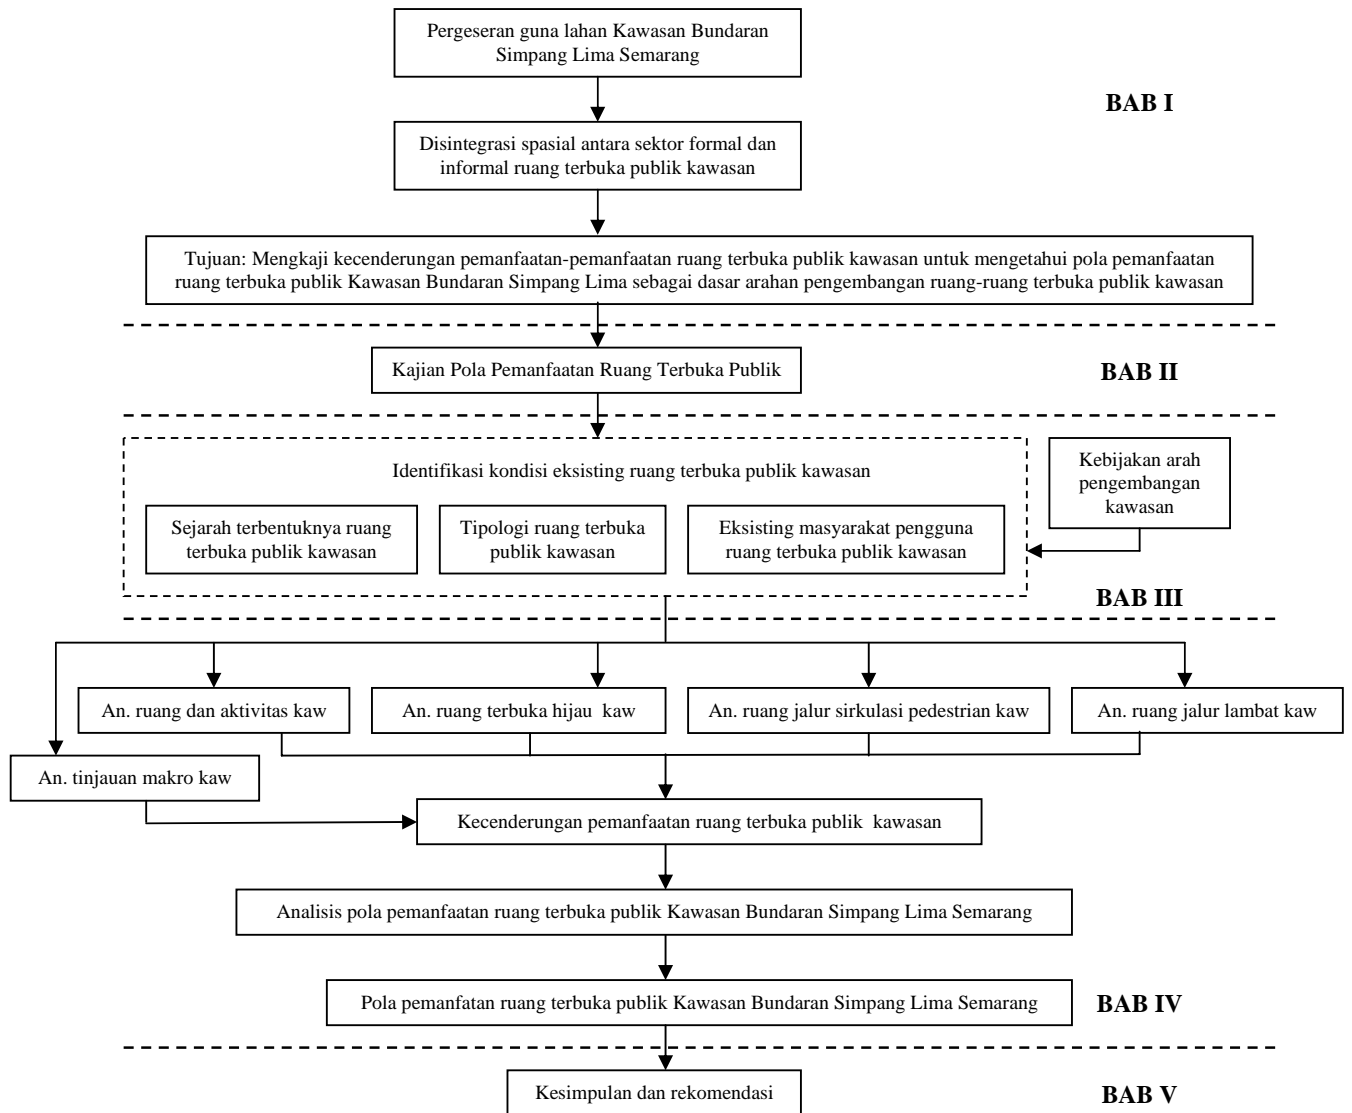 Pergeseran guna lahan Kawasan Bundaran
Simpang Lima Semarang
BAB I
Disintegrasi spasial antara sektor formal dan
informal ruang terbuka publik kawasan
Tujuan: Mengkaji kecenderungan pemanfaatan-pemanfaatan ruang terbuka publik kawasan untuk mengetahui pola pemanfaatan
ruang terbuka publik Kawasan Bundaran Simpang Lima sebagai dasar arahan pengembangan ruang-ruang terbuka publik kawasan
Kajian Pola Pemanfaatan Ruang Terbuka Publik
BAB II
Identifikasi kondisi eksisting ruang terbuka publik kawasan
Kebijakan arah
pengembangan
kawasan
Sejarah terbentuknya ruang
terbuka publik kawasan
Tipologi ruang terbuka
publik kawasan
Eksisting masyarakat pengguna
ruang terbuka publik kawasan
BAB III
An. ruang dan aktivitas kaw
An. ruang terbuka hijau kaw
An. ruang jalur sirkulasi pedestrian kaw
An. ruang jalur lambat kaw
An. tinjauan makro kaw
Kecenderungan pemanfaatan ruang terbuka publik kawasan
Analisis pola pemanfaatan ruang terbuka publik Kawasan Bundaran Simpang Lima Semarang
Pola pemanfatan ruang terbuka publik Kawasan Bundaran Simpang Lima Semarang
BAB IV
Kesimpulan dan rekomendasi
BAB V